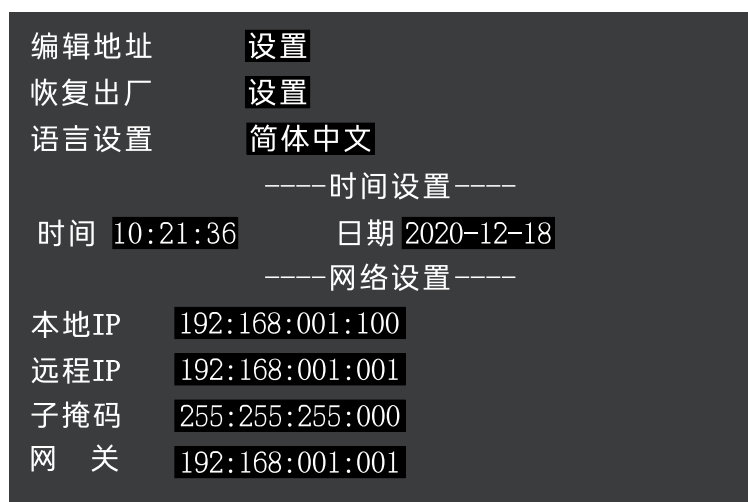 编辑地址 设置
恢复出厂 设置
语言设置 简体中文
----时间设置----
时间 10:21:36 日期 2020-12-18
----网络设置----
本地IP 192:168:001:100
远程IP 192:168:001:001
子掩码 255:255:255:000
网 关 192:168:001:001